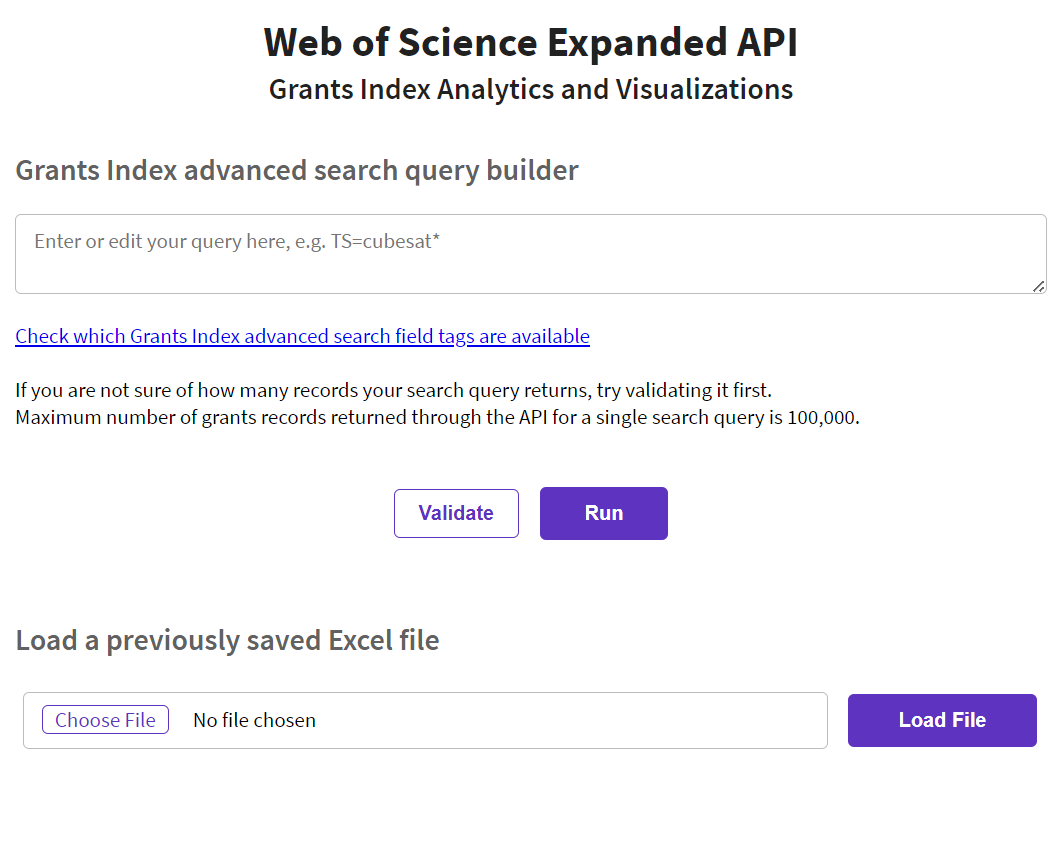 Web of Science Expanded API
Grants Index Analytics and Visualizations
Grants Index advanced search query builder
Enter or edit your query here, e.g. TS=cubesat*
Check which Grants Index advanced search field tags are available
If you are not sure of how many records your search query returns, try validating it first.
Maximum number of grants records returned through the API for a single search query is 100,000.
Validate Run
Load a previously saved Excel file
Choose File No file chosen Load File